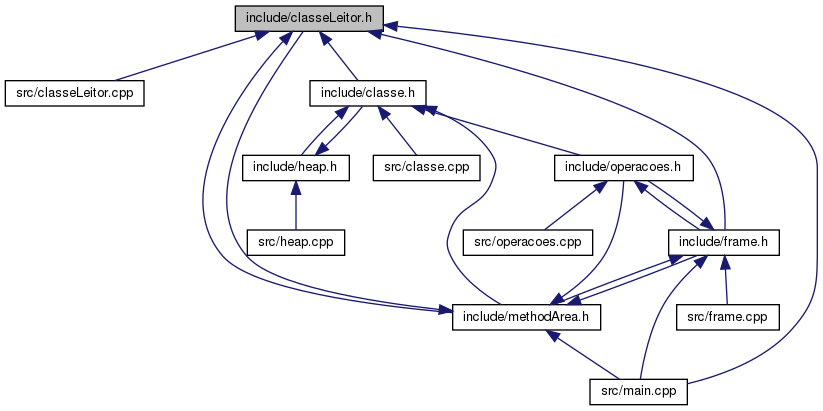 include/classeLeitor.h
src/classeLeitor.cpp
include/classe.h
include/heap.h
src/classe.cpp
include/operacoes.h
src/heap.cpp
src/operacoes.cpp
include/frame.h
include/methodArea.h
src/frame.cpp
src/main.cpp